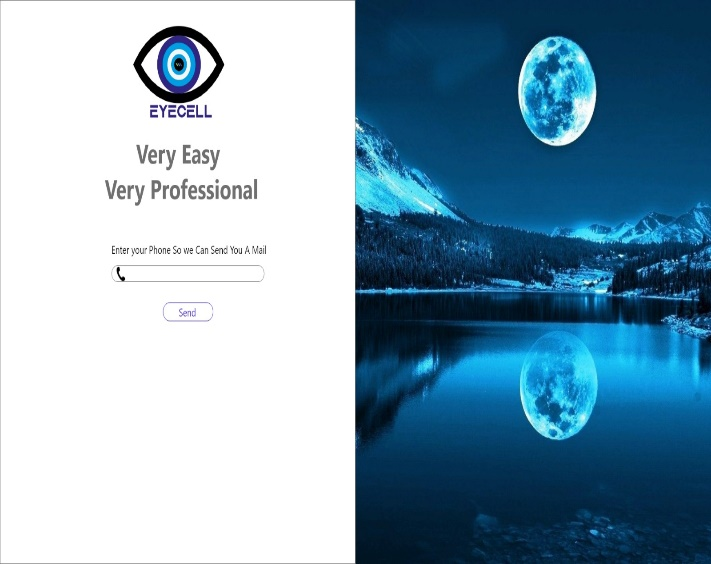 EYECELL
Very Easy
Very Professional
Enter your Phone So we Can Send You A Mail
Send